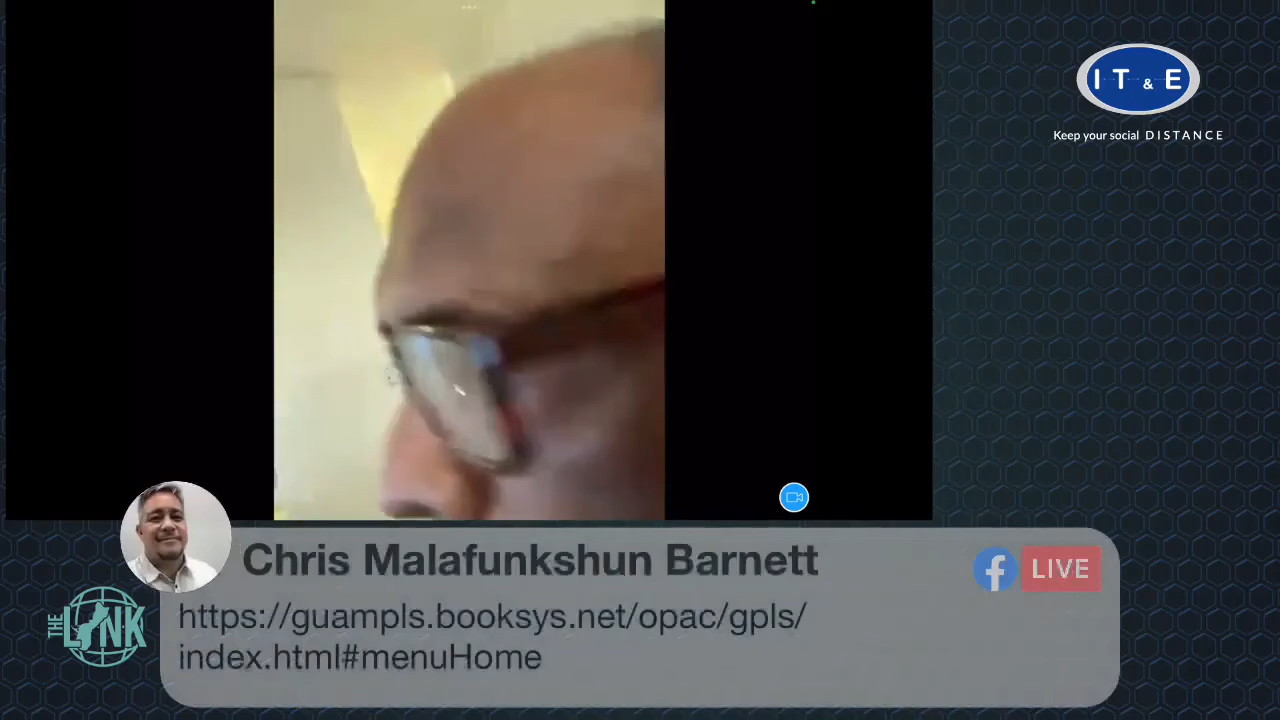 IT & E
Keep your social DISTANCE
Chris Malafunkshun Barnett
LIVE
https://guampls.booksys.net/opac/gpls/
index.html#menuHome
THE
LINK